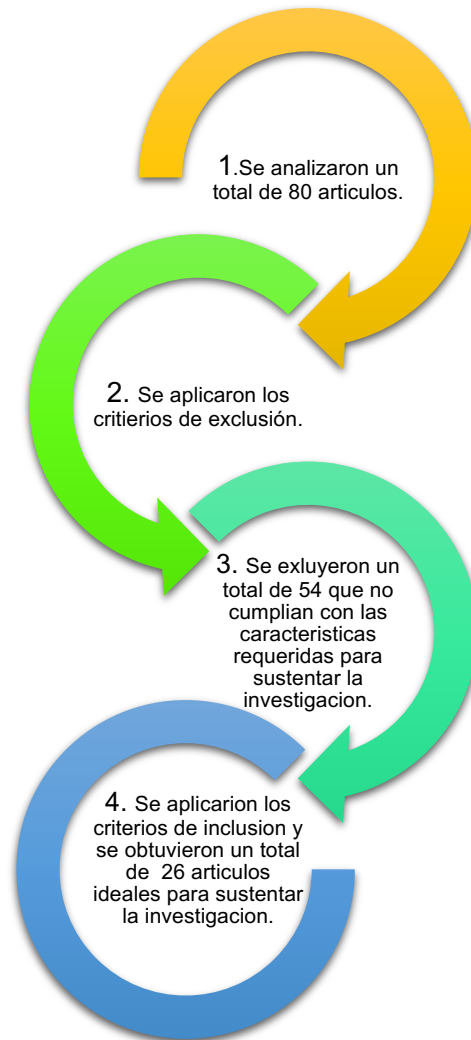 1.Se analizaron un
total de 80 articulos.
2. Se aplicaron los
critierios de exclusión.
3. Se exluyeron un
total de 54 que no
cumplian con las
caracteristicas
requeridas para
sustentar la
investigacion.
4. Se aplicarion los
criterios de inclusion y
se obtuvieron un total
de 26 articulos
ideales para sustentar
la investigacion.